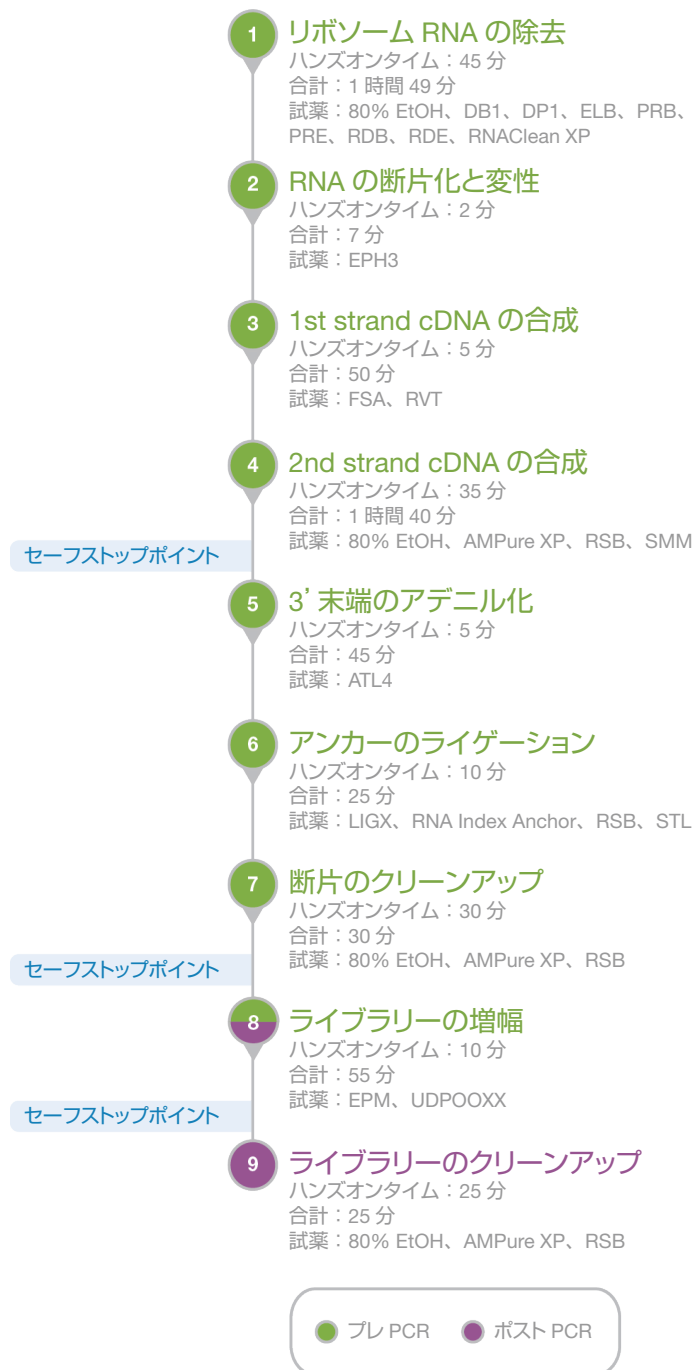 1
リボソーム RNA の除去
ハンズオンタイム：45 分
合計：1 時間 49 分
試薬：80% EtOH、DB1、DP1、ELB、PRB、
PRE、RDB、RDE、RNAClean XP
2
RNA の断片化と変性
ハンズオンタイム：2 分
合計：7 分
試薬：EPH3
3
1st strand cDNA の合成
ハンズオンタイム：5 分
合計：50 分
試薬：FSA、RVT
4
2nd strand cDNA の合成
ハンズオンタイム：35 分
合計：1 時間 40 分
試薬：80% EtOH、AMPure XP、RSB、SMM
セーフストップポイント
5
3’ 末端のアデニル化
ハンズオンタイム：5 分
合計：45 分
試薬：ATL4
6
アンカーのライゲーション
ハンズオンタイム：10 分
合計：25 分
試薬：LIGX、RNA Index Anchor、RSB、STL
7
断片のクリーンアップ
ハンズオンタイム：30 分
合計：30 分
試薬：80% EtOH、AMPure XP、RSB
セーフストップポイント
8
ライブラリーの増幅
ハンズオンタイム：10 分
合計：55 分
試薬：EPM、UDPOOXX
セーフストップポイント
9
ライブラリーのクリーンアップ
ハンズオンタイム：25 分
合計：25 分
試薬：80% EtOH、AMPure XP、RSB
プレ PCR ポスト PCR